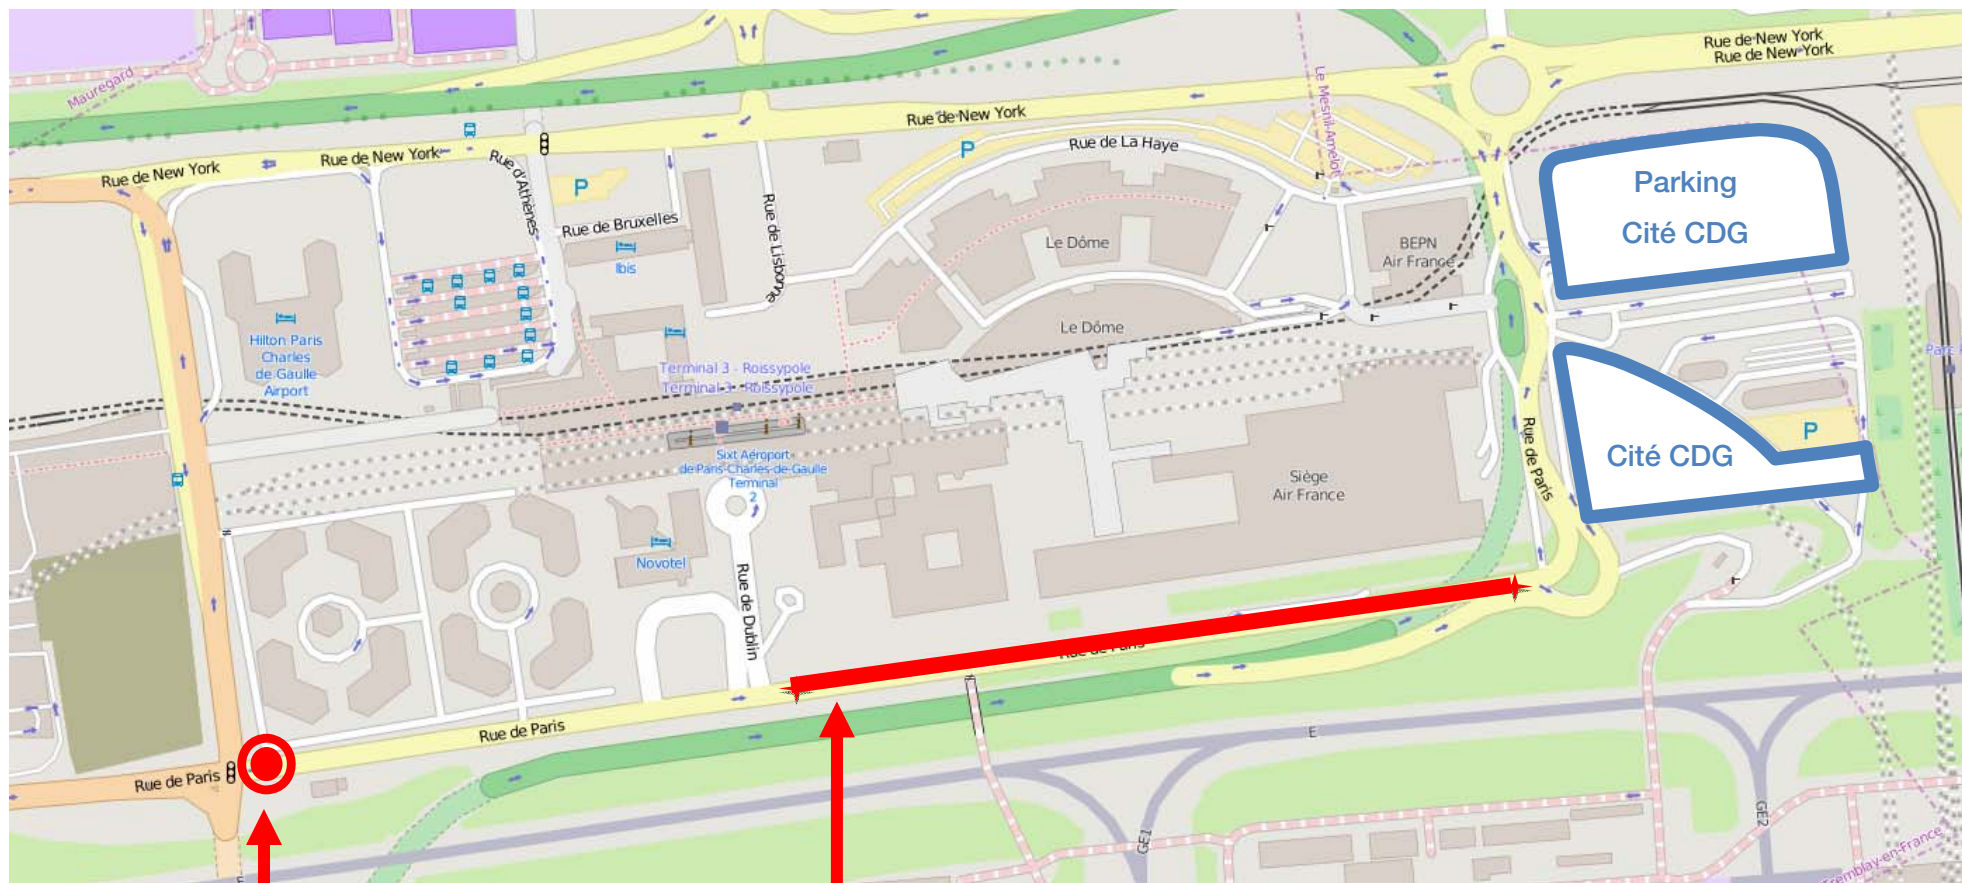 Rue de New York
Rue de New York
Mauregard
Le Mesnil-Amelot
Rue de New York
Rue de New York
Rue de New York
Rue d'Athènes
P
P
Rue de La Haye
Parking
Cité CDG
Rue de Bruxelles
Rue de Lisbonne
Ibis
Le Dôme
BEPN
Air France
Hilton Paris
Charles
de Gaulle
Airport
Le Dôme
Terminal 3 - Roissypole
Terminal 3 - Roissypole
Rue de Paris
Cité CDG
P
Sixt Aéroport
de Paris-Charles-de-Gaulle
Terminal
2
Siège
Air France
Novotel
Rue de Dublin
Rue de Paris
Rue de Paris
Rue de Paris
E
GE1
GE2
Tremblay-en-France